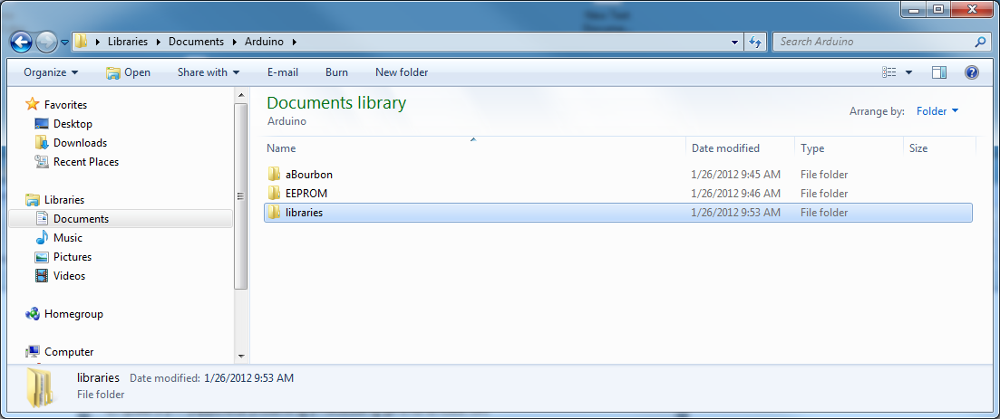 Libraries Documents Arduino Search Arduino
Organize Open Share with E-mail Burn New folder
Favorites
Desktop
Downloads
Recent Places
Libraries
Documents
Music
Pictures
Videos
Homegroup
Computer
Documents library
Arduino
Arrange by: Folder
Name Date modified Type Size
aBourbon 1/26/2012 9:45 AM File folder
EEPROM 1/26/2012 9:46 AM File folder
libraries 1/26/2012 9:53 AM File folder
libraries Date modified: 1/26/2012 9:53 AM
File folder